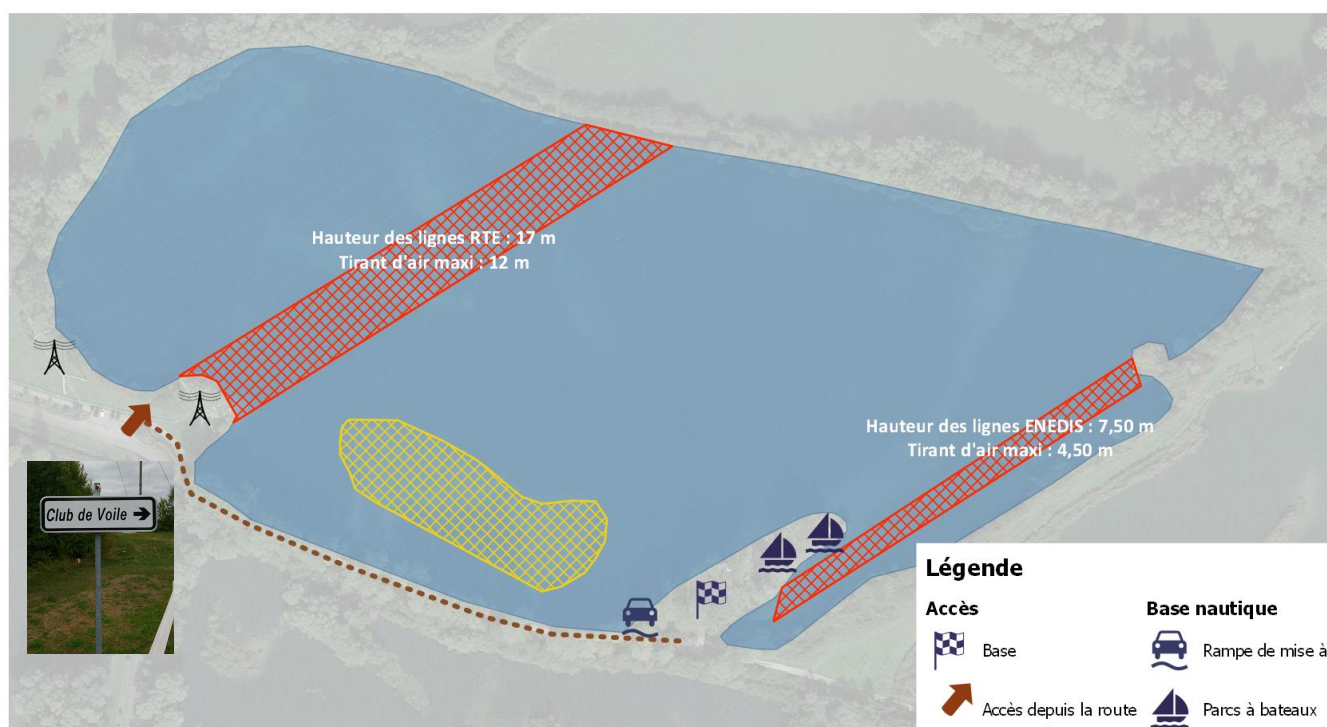 Hauteur des lignes RTE : 17 m
Tirant d'air maxi : 12 m
Hauteur des lignes ENEDIS : 7,50 m
Tirant d'air maxi : 4,50 m
Club de Voile →
Légende
Accès
Base
Accès depuis la route
Base nautique
Rampe de mise à
Parcs à bateaux